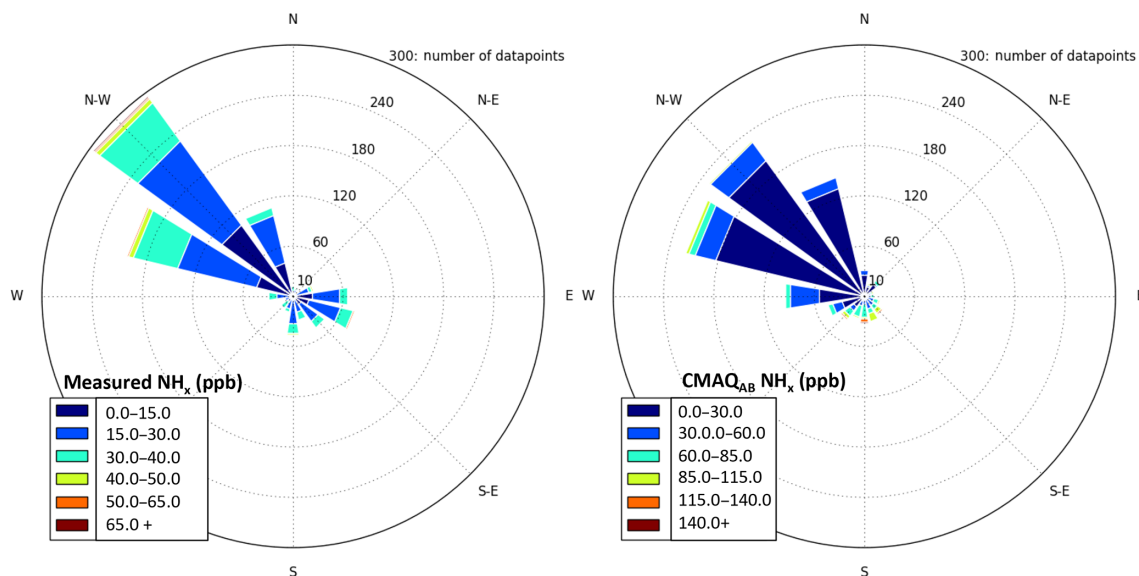 N
300: number of datapoints
N-W
N-E
240
180
120
60
10
W
E
Measured NHx (ppb)
0.0–15.0
15.0–30.0
30.0–40.0
40.0–50.0
50.0–65.0
65.0 +
S-E
S
N
300: number of datapoints
N-W
N-E
240
180
120
60
10
W
E
CMAQAB NHx (ppb)
0.0–30.0
30.0.0–60.0
60.0–85.0
85.0–115.0
115.0–140.0
140.0+
S-E
S